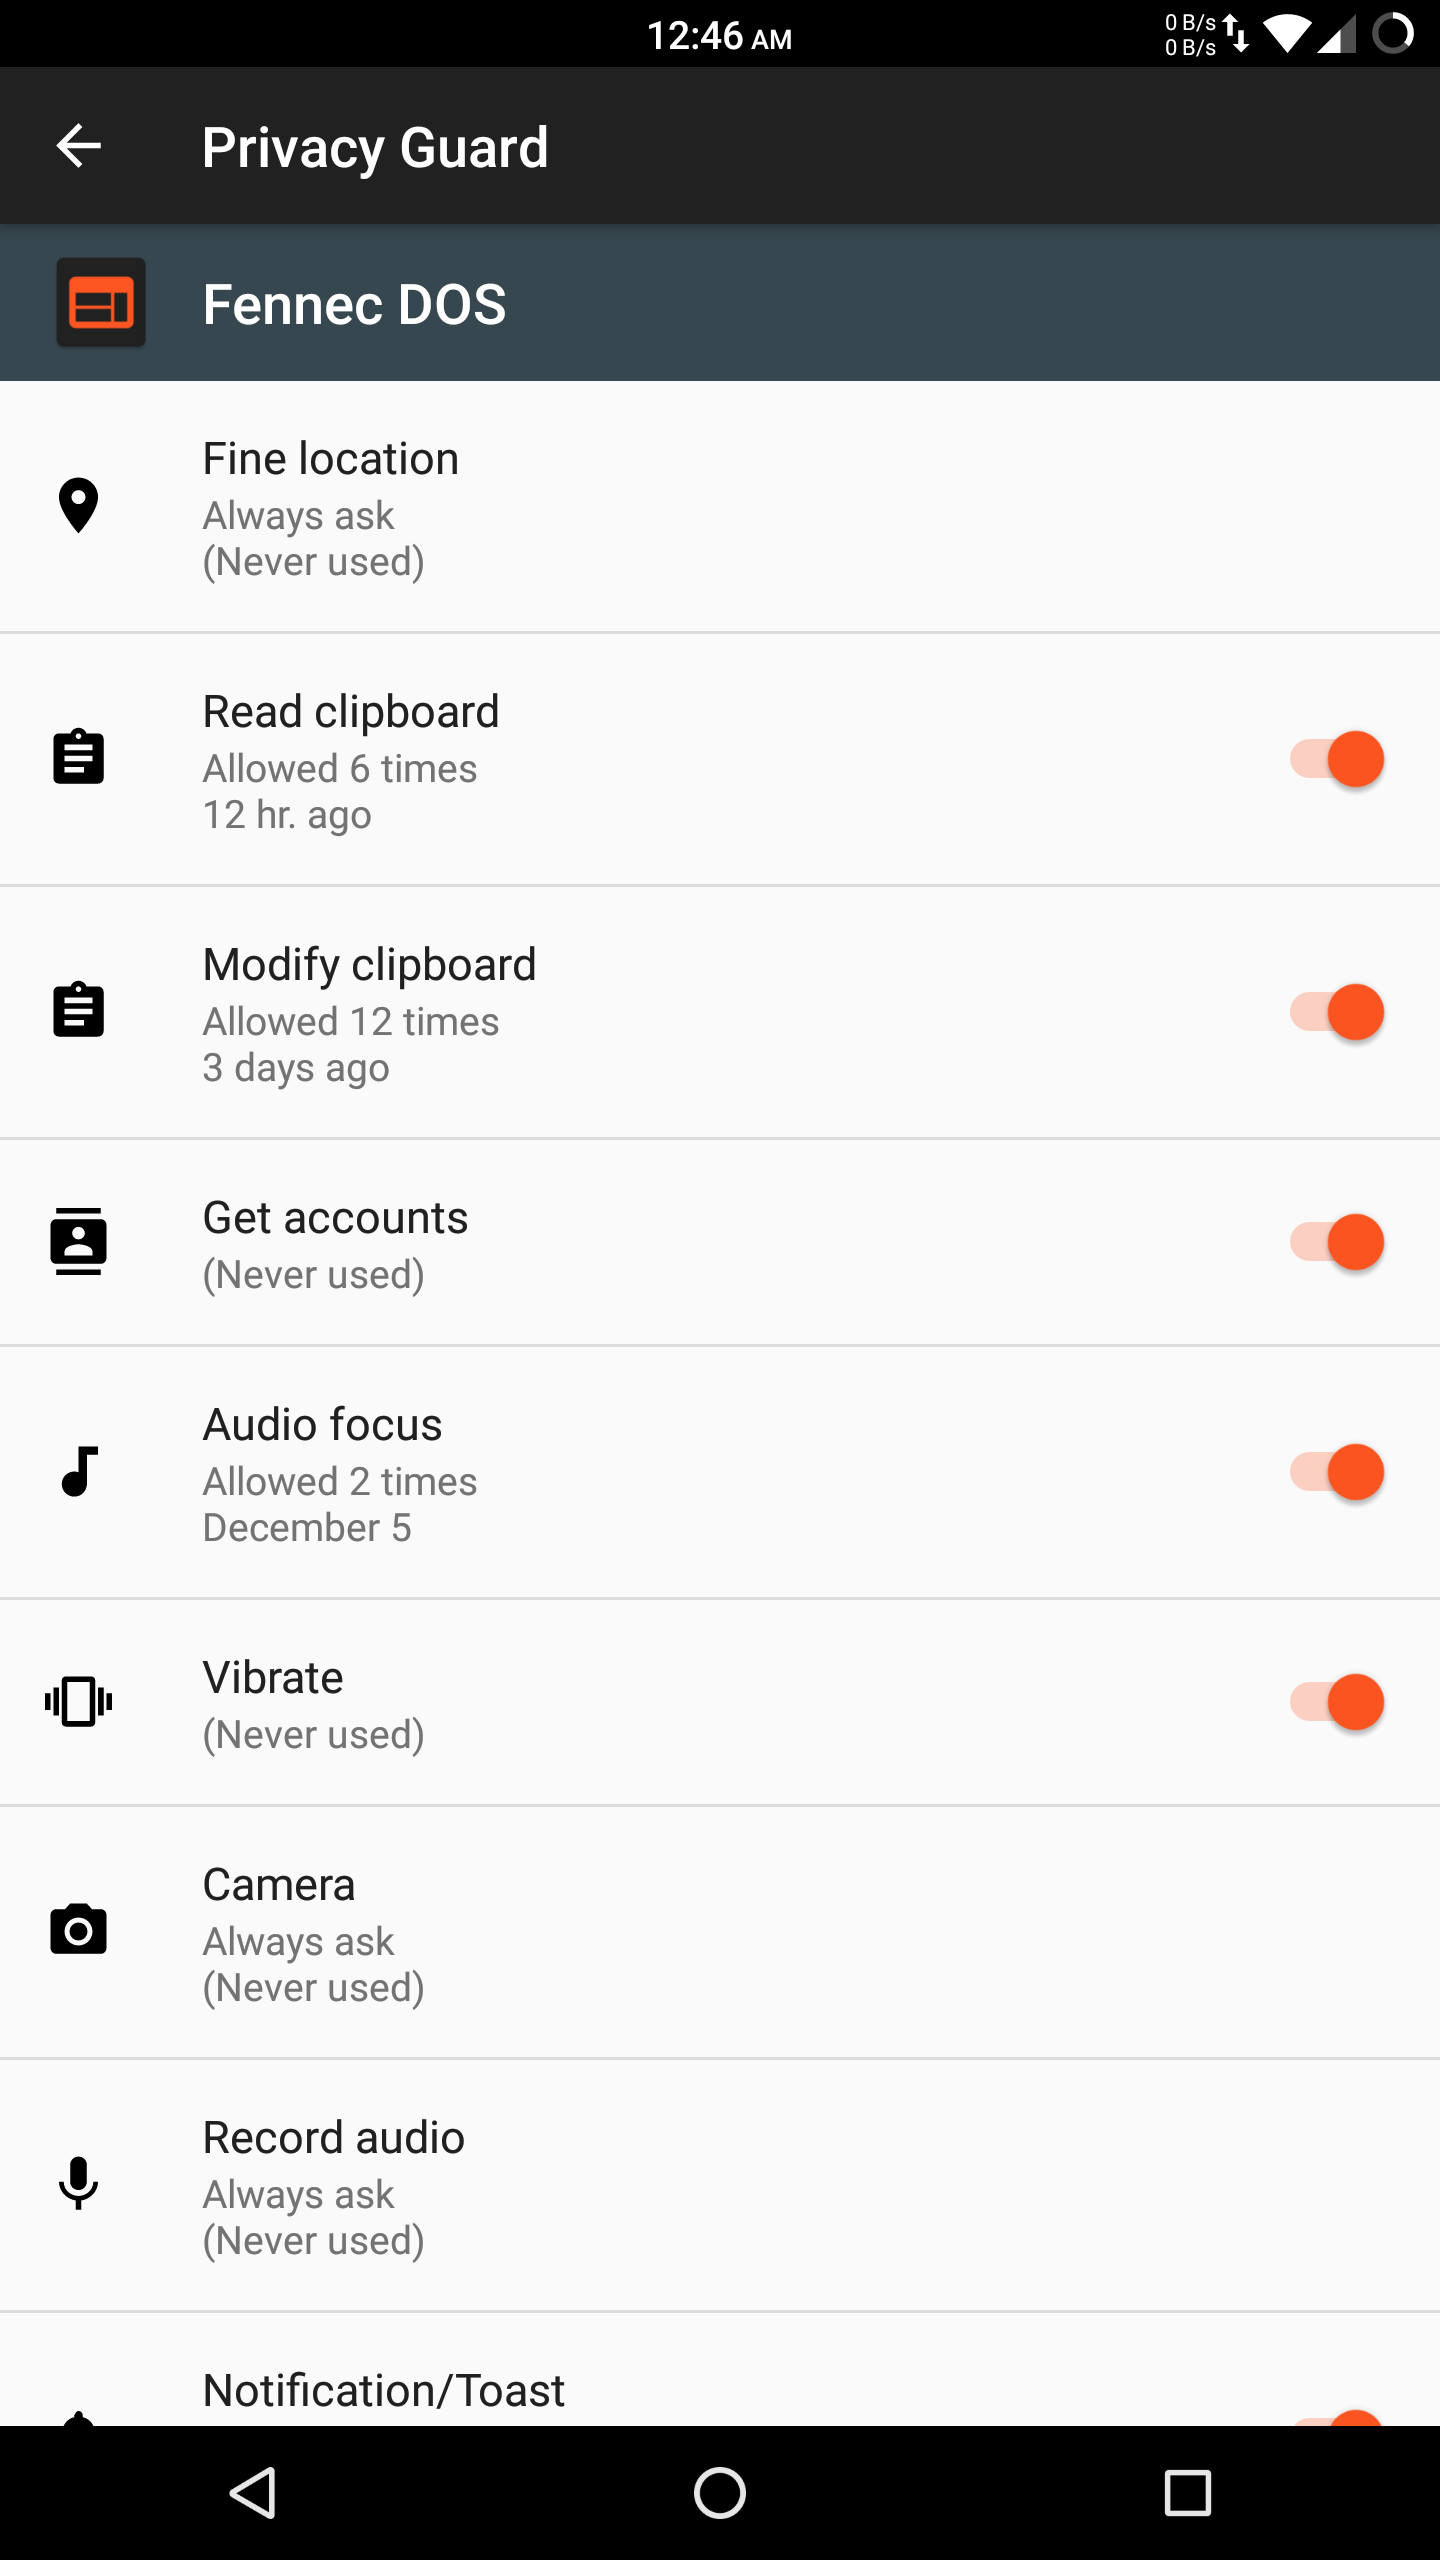 12:46 AM
0 B/s
0 B/s
Privacy Guard
Fennec DOS
Fine location
Always ask
(Never used)
Read clipboard
Allowed 6 times
12 hr. ago
Modify clipboard
Allowed 12 times
3 days ago
Get accounts
(Never used)
Audio focus
Allowed 2 times
December 5
Vibrate
(Never used)
Camera
Always ask
(Never used)
Record audio
Always ask
(Never used)
Notification/Toast